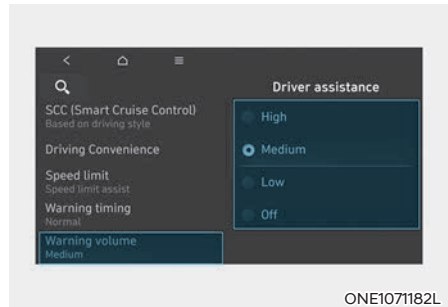 Driver assistance
SCC (Smart Cruise Control)
Based on driving style
Driving Convenience
Speed limit
Speed limit assist
Warning timing
Normal
Warning volume
Medium
High
Medium
Low
Off
ONE1071182L